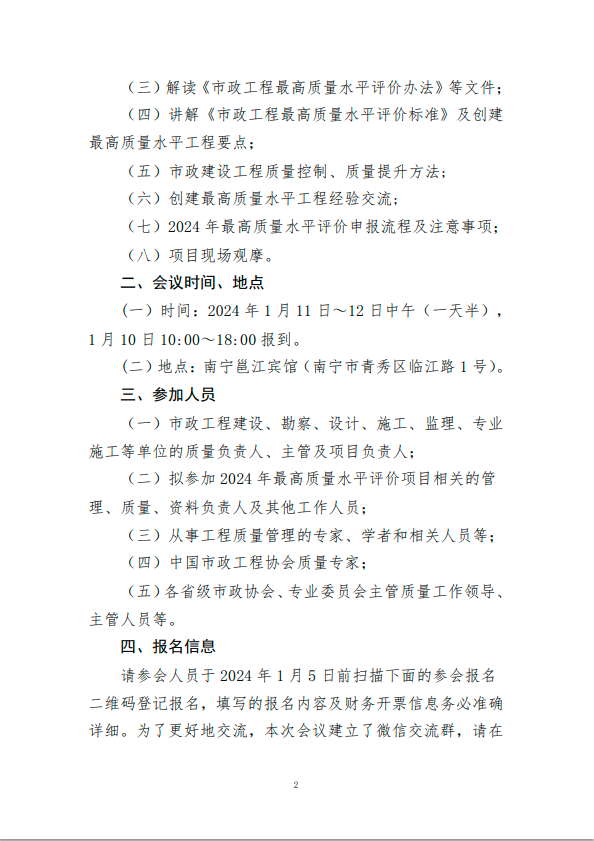 （三）解读《市政工程最高质量水平评价办法》等文件；
（四）讲解《市政工程最高质量水平评价标准》及创建
最高质量水平工程要点；
（五）市政建设工程质量控制、质量提升方法；
（六）创建最高质量水平工程经验交流；
（七）2024 年最高质量水平评价申报流程及注意事项；
（八）项目现场观摩。
二、会议时间、地点
（一）时间：2024 年 1 月 11 日～12 日中午（一天半），
1 月 10 日 10:00～18:00 报到。
（二）地点：南宁邕江宾馆（南宁市青秀区临江路 1 号）。
三、参加人员
（一）市政工程建设、勘察、设计、施工、监理、专业
施工等单位的质量负责人、主管及项目负责人；
（二）拟参加 2024 年最高质量水平评价项目相关的管
理、质量、资料负责人及其他工作人员；
（三）从事工程质量管理的专家、学者和相关人员等；
（四）中国市政工程协会质量专家；
（五）各省级市政协会、专业委员会主管质量工作领导、
主管人员等。
四、报名信息
请参会人员于 2024 年 1 月 5 日前扫描下面的参会报名
二维码登记报名，填写的报名内容及财务开票信息务必准确
详细。为了更好地交流，本次会议建立了微信交流群，请在
2